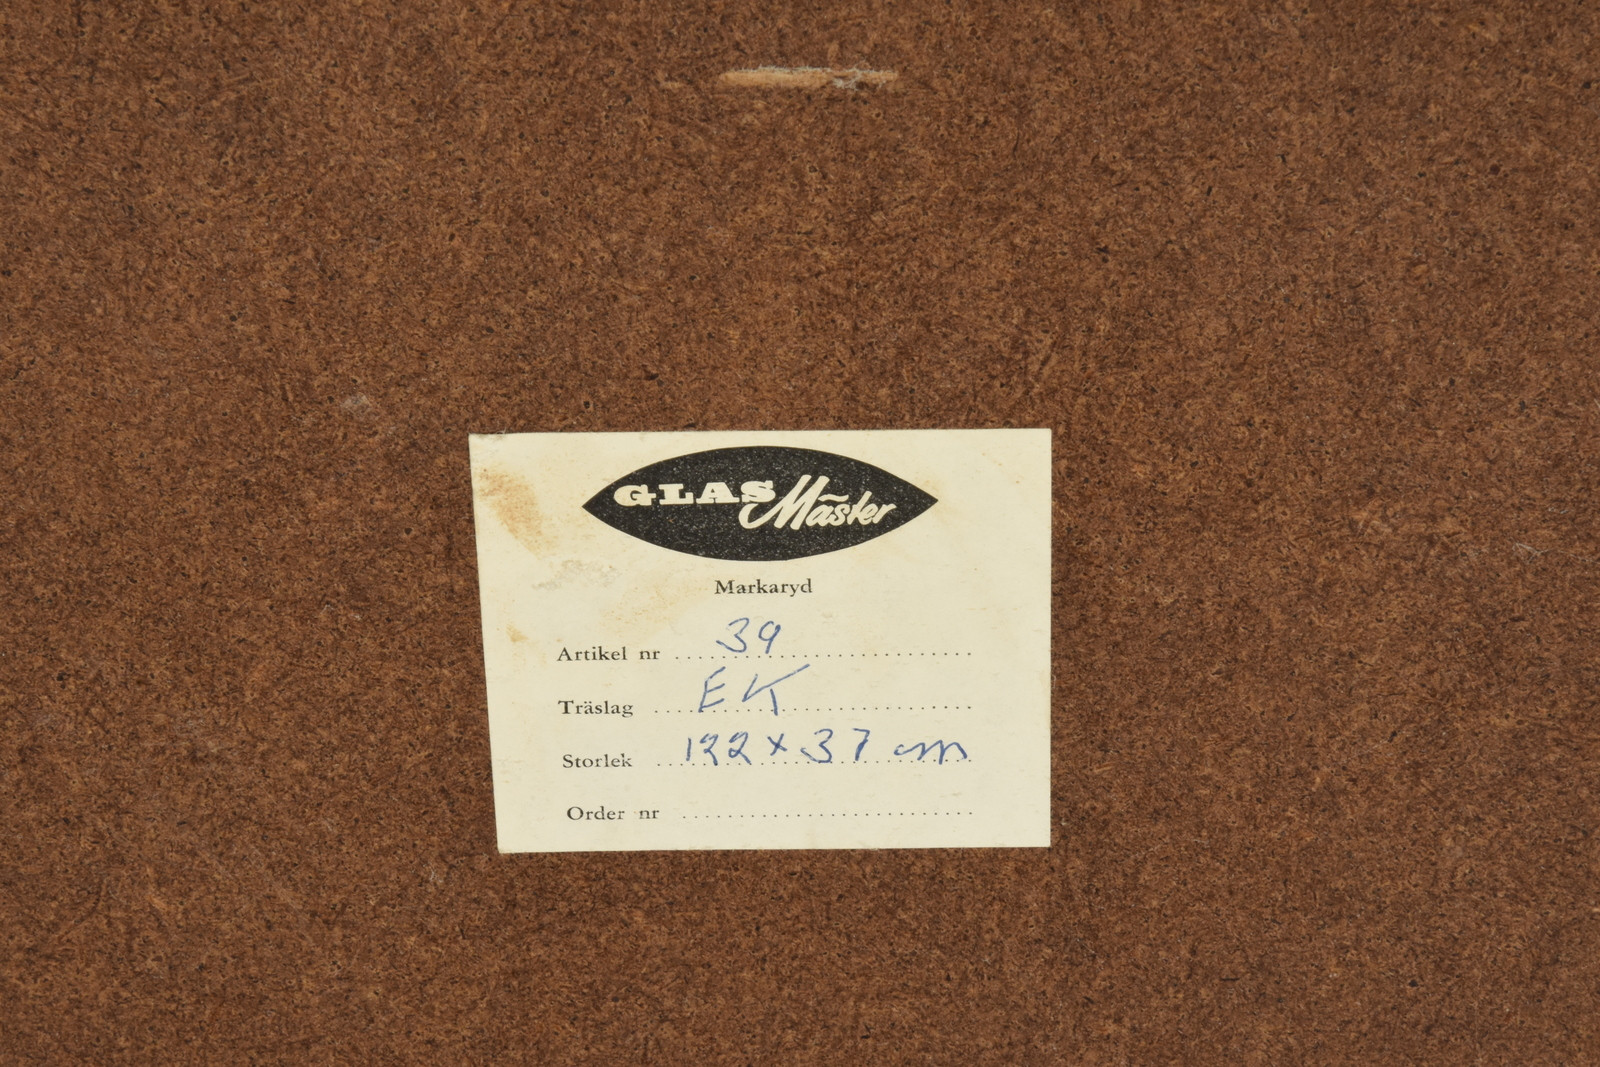 GLAS Mäster
Markaryd
Artikel nr 39
Träslag EK
Storlek 122 x 37 cm
Order nr